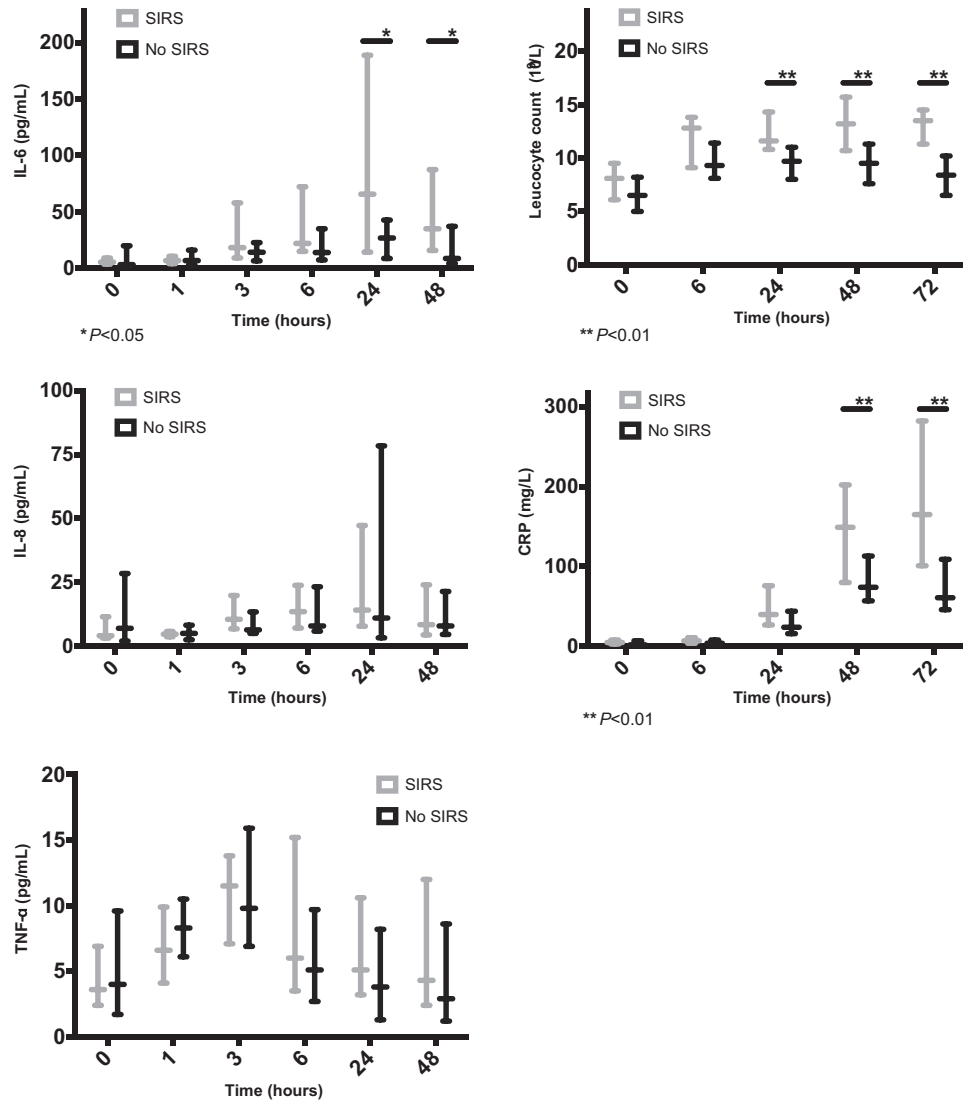 SIRS
No SIRS
* *
200
150
100
50
0
IL-6 (pg/mL)
0 1 3 6 24 48
Time (hours)
*P<0.05
SIRS
No SIRS
** ** **
20
15
10
5
0
Leucocyte count
0 6 24 48 72
Time (hours)
**P<0.01
SIRS
No SIRS
100
75
50
25
0
IL-8 (pg/mL)
0 1 3 6 24 48
Time (hours)
SIRS
No SIRS
** **
300
200
100
0
CRP (mg/L)
0 6 24 48 72
Time (hours)
**P<0.01
SIRS
No SIRS
20
15
10
5
0
TNF-α (pg/mL)
0 1 3 6 24 48
Time (hours)